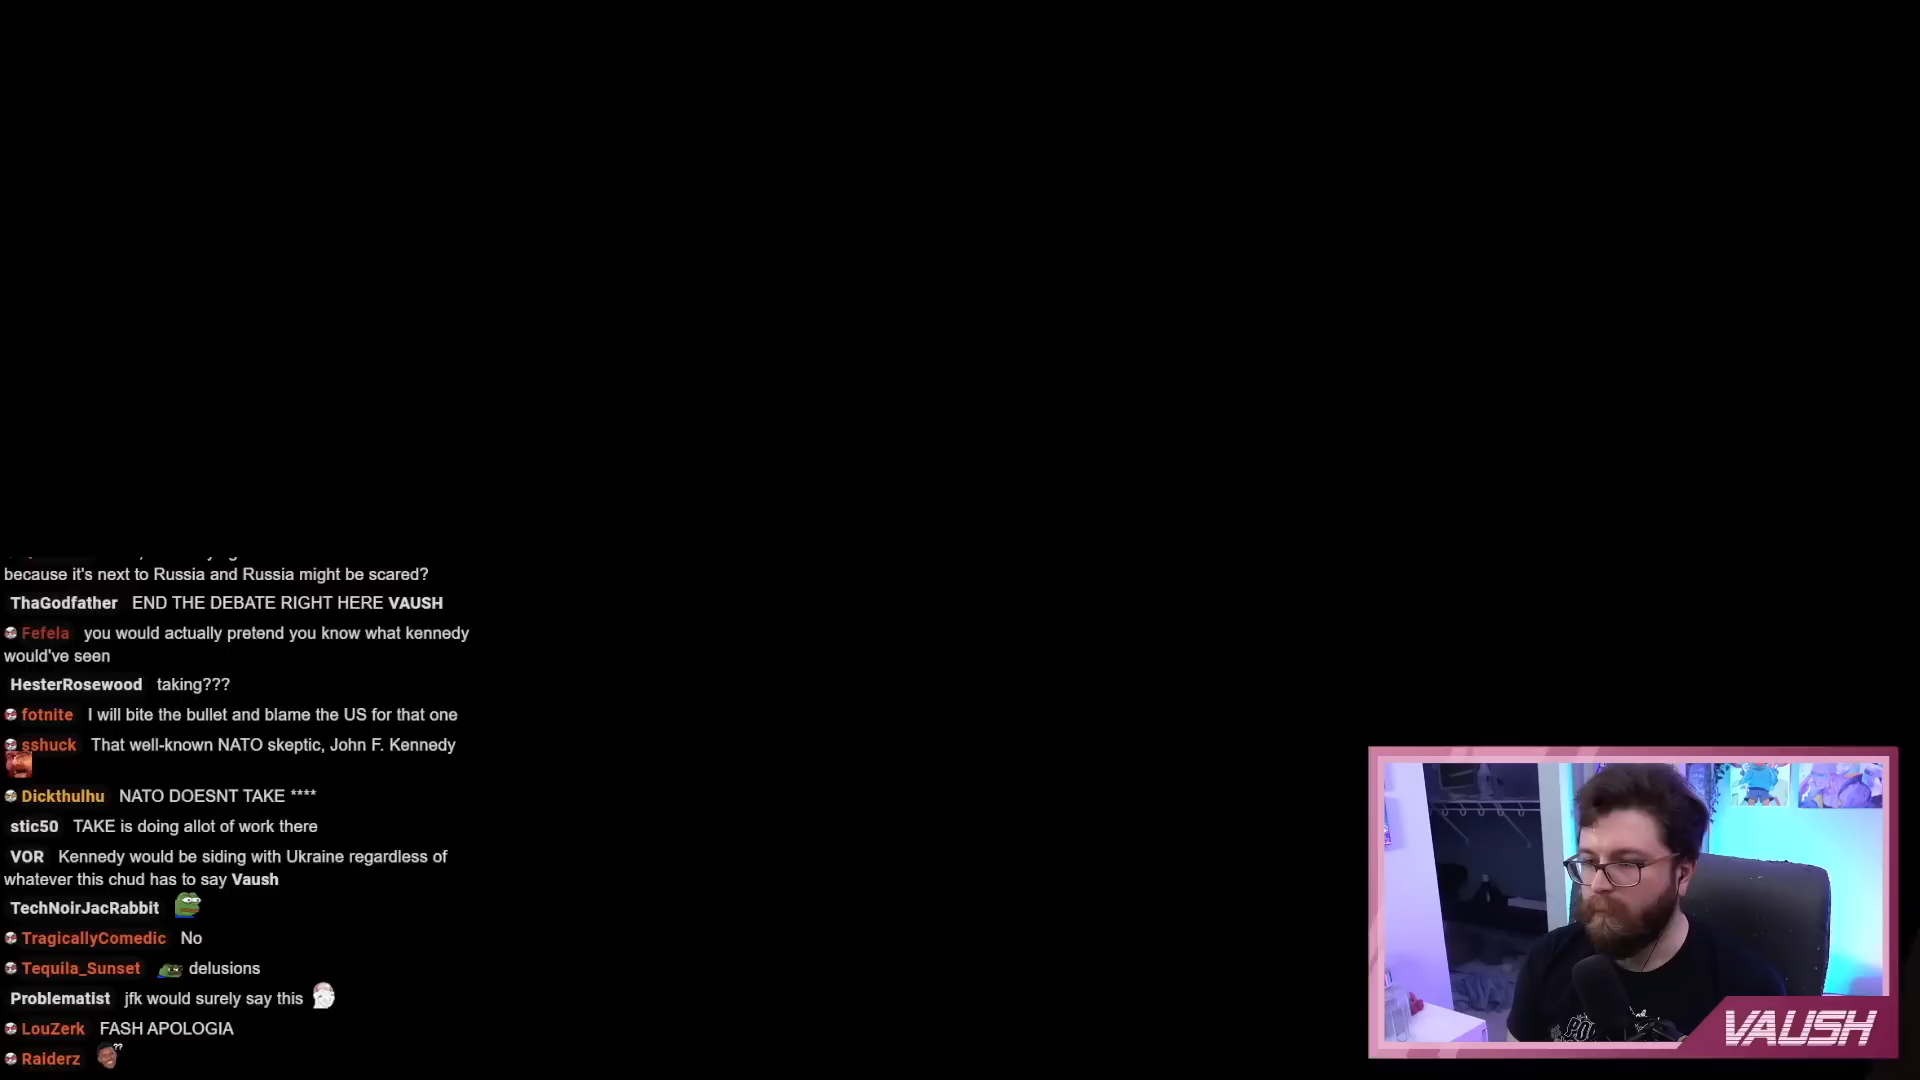 because it's next to Russia and Russia might be scared?
ThaGodfather END THE DEBATE RIGHT HERE VAUSH
Fefela you would actually pretend you know what kennedy
would've seen
HesterRosewood taking???
fotnite I will bite the bullet and blame the US for that one
sshuck That well-known NATO skeptic, John F. Kennedy
Dickthulhu NATO DOESNT TAKE ****
stic50 TAKE is doing allot of work there
VOR Kennedy would be siding with Ukraine regardless of
whatever this chud has to say Vaush
TechNoirJacRabbit
TragicallyComedic No
Tequila_Sunset delusions
Problematist jfk would surely say this
LouZerk FASH APOLOGIA
Raiderz ??
VAUSH